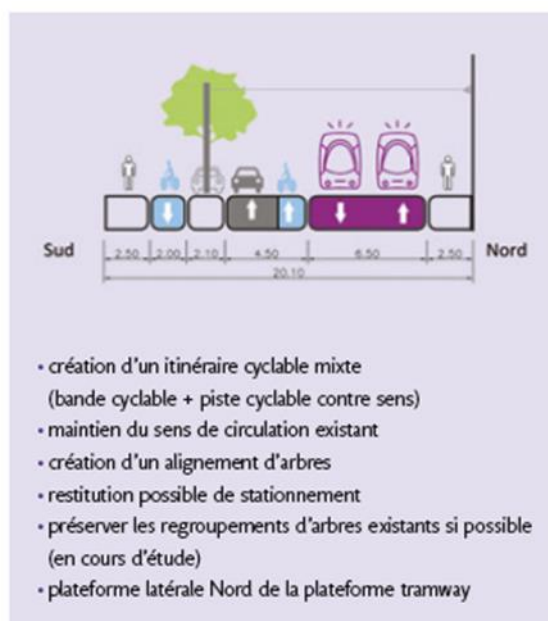 Sud
Nord
2.50 2.00 2.10 4.50 6.50 2.50
20.10
• création d'un itinéraire cyclable mixte
(bande cyclable + piste cyclable contre sens)
• maintien du sens de circulation existant
• création d'un alignement d'arbres
• restitution possible de stationnement
• préserver les regroupements d'arbres existants si possible
(en cours d'étude)
• plateforme latérale Nord de la plateforme tramway